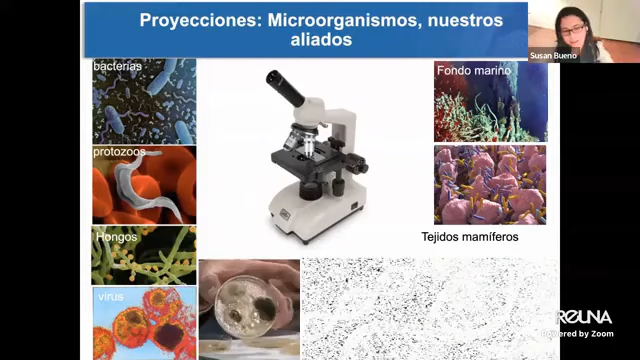 Proyecciones: Microorganismos, nuestros
aliados
Susan Bueno
bacterias
Fondo marino
protozoos
Hongos
Tejidos mamíferos
virus
REUNA
Powered by Zoom